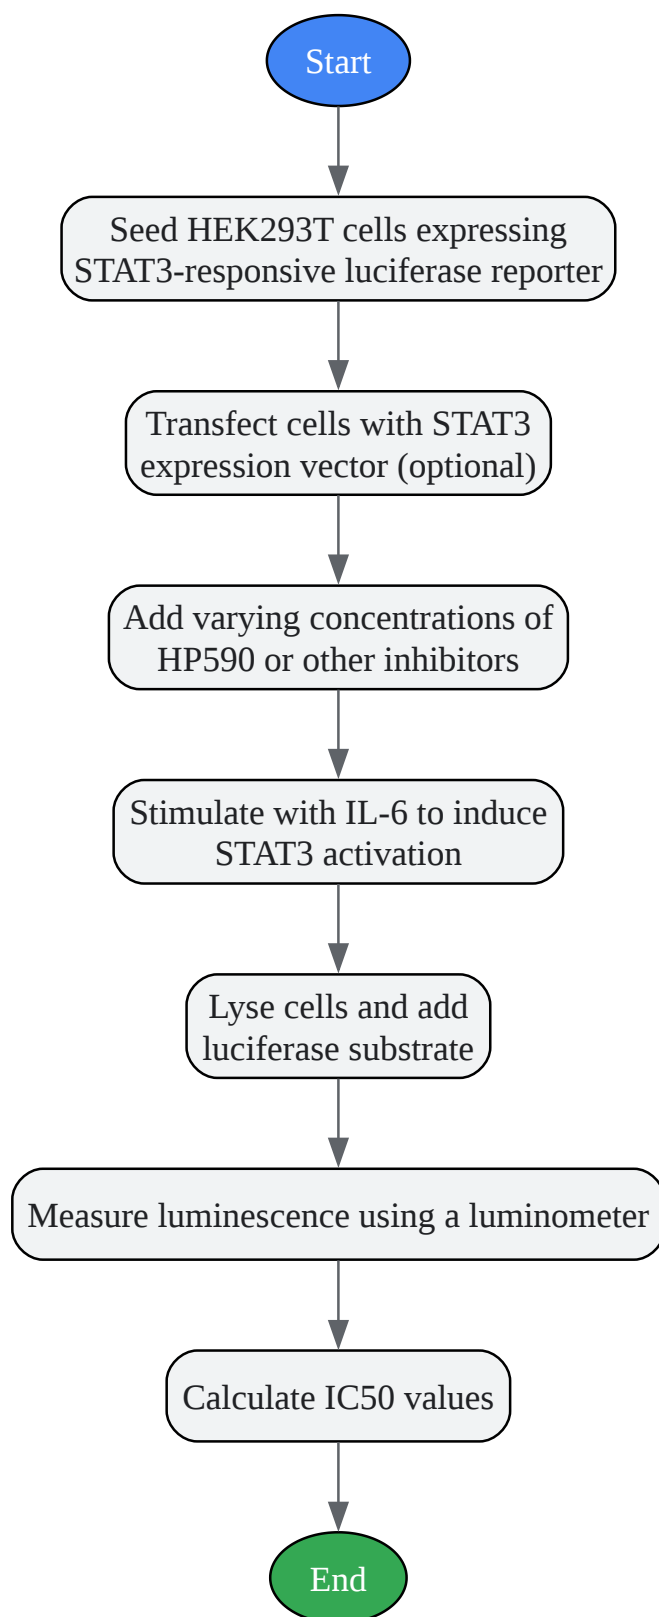 Start
Seed HEK293T cells expressing
STAT3-responsive luciferase reporter
Transfect cells with STAT3
expression vector (optional)
Add varying concentrations of
HP590 or other inhibitors
Stimulate with IL-6 to induce
STAT3 activation
Lyse cells and add
luciferase substrate
Measure luminescence using a luminometer
Calculate IC50 values
End